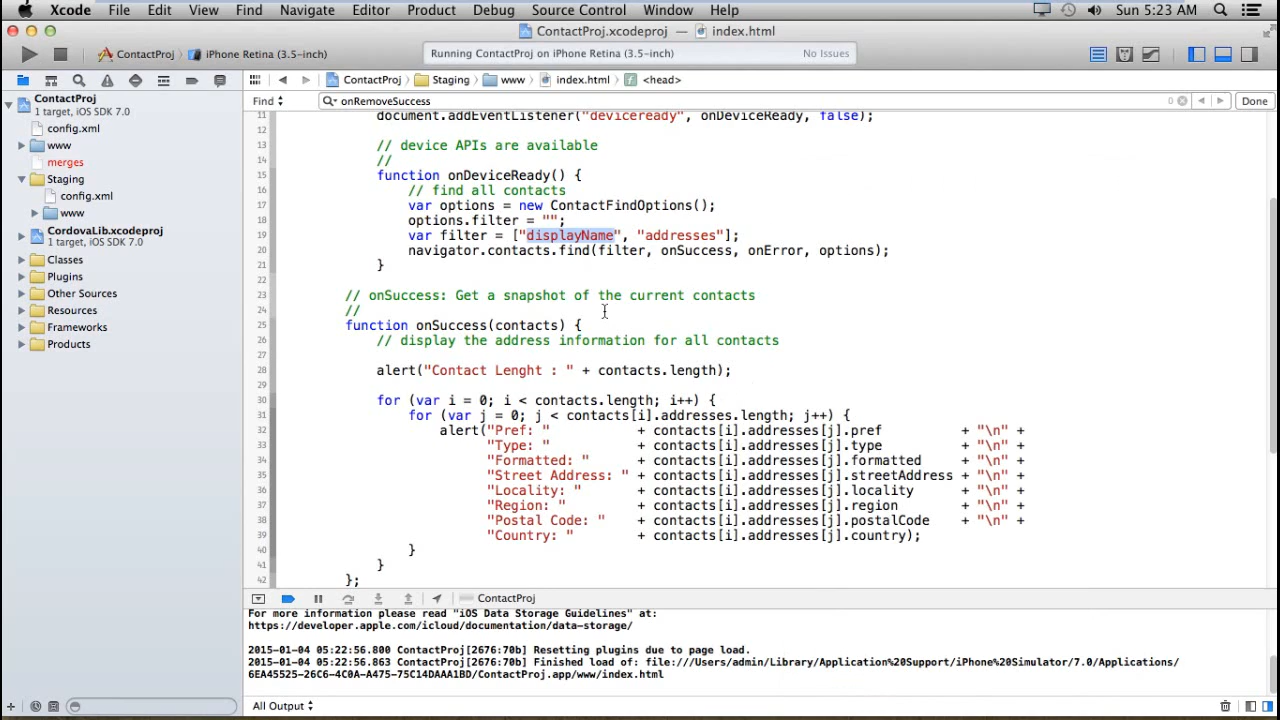 Xcode File Edit View Find Navigate Editor Product Debug Source Control Window Help Sun 5:23 AM
ContactProj.xcodeproj — index.html
ContactProj iPhone Retina (3.5-inch) Running ContactProj on iPhone Retina (3.5-inch) No Issues
ContactProj Staging www index.html <head>
Find onRemoveSuccess 0 Done
ContactProj
1 target, iOS SDK 7.0
config.xml
www
merges
Staging
config.xml
www
CordovaLib.xcodeproj
1 target, iOS SDK 7.0
Classes
Plugins
Other Sources
Resources
Frameworks
Products
11 document.addEventListener("deviceready", onDeviceReady, false);
12
13 // device APIs are available
14 //
15 function onDeviceReady() {
16 // find all contacts
17 var options = new ContactFindOptions();
18 options.filter = "";
19 var filter = ["displayName", "addresses"];
20 navigator.contacts.find(filter, onSuccess, onError, options);
21 }
22
23 // onSuccess: Get a snapshot of the current contacts
24 //
25 function onSuccess(contacts) {
26 // display the address information for all contacts
27
28 alert("Contact Lenght : " + contacts.length);
29
30 for (var i = 0; i < contacts.length; i++) {
31 for (var j = 0; j < contacts[i].addresses.length; j++) {
32 alert("Pref: " + contacts[i].addresses[j].pref + "\n" +
33 "Type: " + contacts[i].addresses[j].type + "\n" +
34 "Formatted: " + contacts[i].addresses[j].formatted + "\n" +
35 "Street Address: " + contacts[i].addresses[j].streetAddress + "\n" +
36 "Locality: " + contacts[i].addresses[j].locality + "\n" +
37 "Region: " + contacts[i].addresses[j].region + "\n" +
38 "Postal Code: " + contacts[i].addresses[j].postalCode + "\n" +
39 "Country: " + contacts[i].addresses[j].country);
40 }
41 }
42 };
ContactProj
For more information please read "iOS Data Storage Guidelines" at:
https://developer.apple.com/icloud/documentation/data-storage/
2015-01-04 05:22:56.800 ContactProj[2676:70b] Resetting plugins due to page load.
2015-01-04 05:22:56.863 ContactProj[2676:70b] Finished load of: file:///Users/admin/Library/Application%20Support/iPhone%20Simulator/7.0/Applications/
6EA45525-26C6-4C0A-A475-75C14DAAA1BD/ContactProj.app/www/index.html
All Output